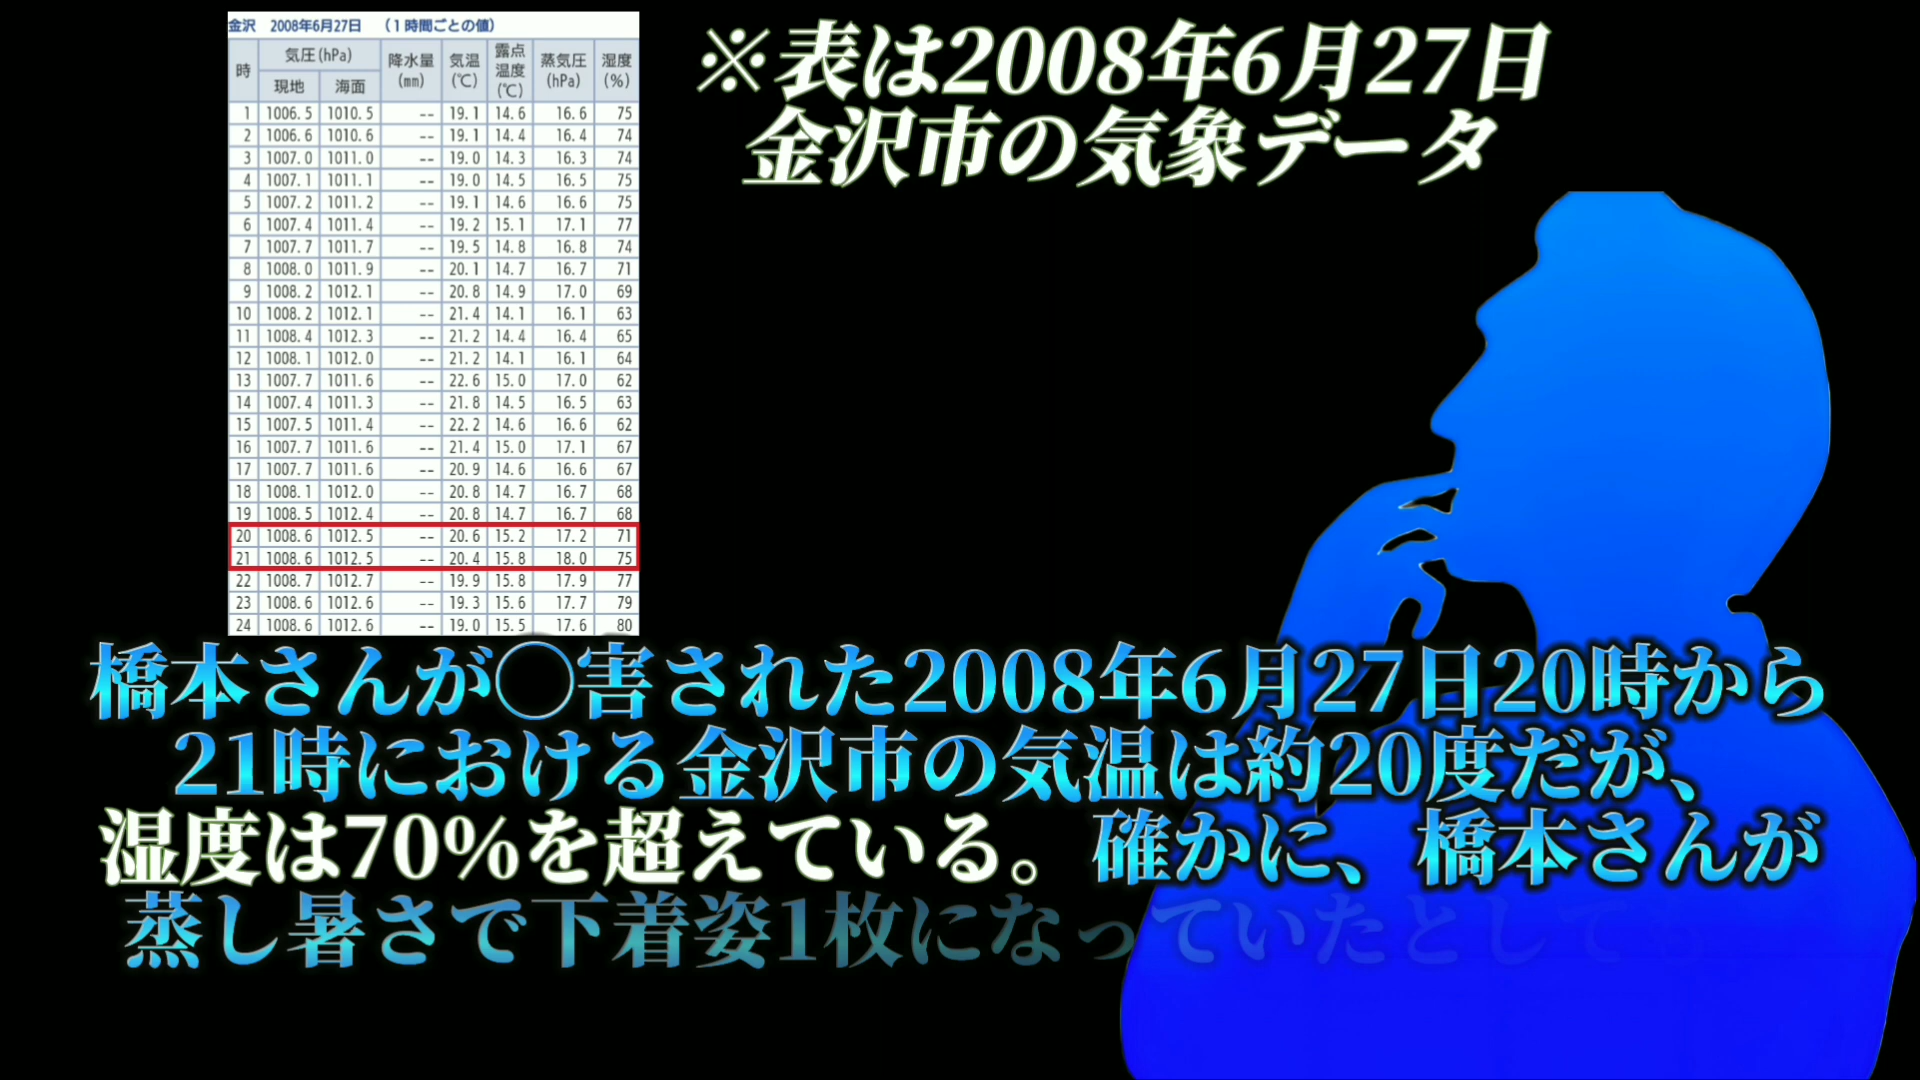 金沢　2008年6月27日　（１時間ごとの値）
時 気圧(hPa) 降水量(mm) 気温(℃) 露点温度(℃) 蒸気圧(hPa) 湿度(%)
現地 海面
1 1006.5 1010.5 -- 19.1 14.6 16.6 75
2 1006.6 1010.6 -- 19.1 14.4 16.4 74
3 1007.0 1011.0 -- 19.0 14.3 16.3 74
4 1007.1 1011.1 -- 19.0 14.5 16.5 75
5 1007.2 1011.2 -- 19.1 14.6 16.6 75
6 1007.4 1011.4 -- 19.2 15.1 17.1 77
7 1007.7 1011.7 -- 19.5 14.8 16.8 74
8 1008.0 1011.9 -- 20.1 14.7 16.7 71
9 1008.2 1012.1 -- 20.8 14.9 17.0 69
10 1008.2 1012.1 -- 21.4 14.1 16.1 63
11 1008.4 1012.3 -- 21.2 14.4 16.4 65
12 1008.1 1012.0 -- 21.2 14.1 16.1 64
13 1007.7 1011.6 -- 22.6 15.0 17.0 62
14 1007.4 1011.3 -- 21.8 14.5 16.5 63
15 1007.5 1011.4 -- 22.2 14.6 16.6 62
16 1007.7 1011.6 -- 21.4 15.0 17.1 67
17 1007.7 1011.6 -- 20.9 14.6 16.6 67
18 1008.1 1012.0 -- 20.8 14.7 16.7 68
19 1008.5 1012.4 -- 20.8 14.7 16.7 68
20 1008.6 1012.5 -- 20.6 15.2 17.2 71
21 1008.6 1012.5 -- 20.4 15.8 18.0 75
22 1008.7 1012.7 -- 19.9 15.8 17.9 77
23 1008.6 1012.6 -- 19.3 15.6 17.7 79
24 1008.6 1012.6 -- 19.0 15.5 17.6 80
※表は2008年6月27日
金沢市の気象データ
橋本さんが◯害された2008年6月27日20時から
21時における金沢市の気温は約20度だが、
湿度は70%を超えている。確かに、橋本さんが
蒸し暑さで下着姿1枚になっていたとしても